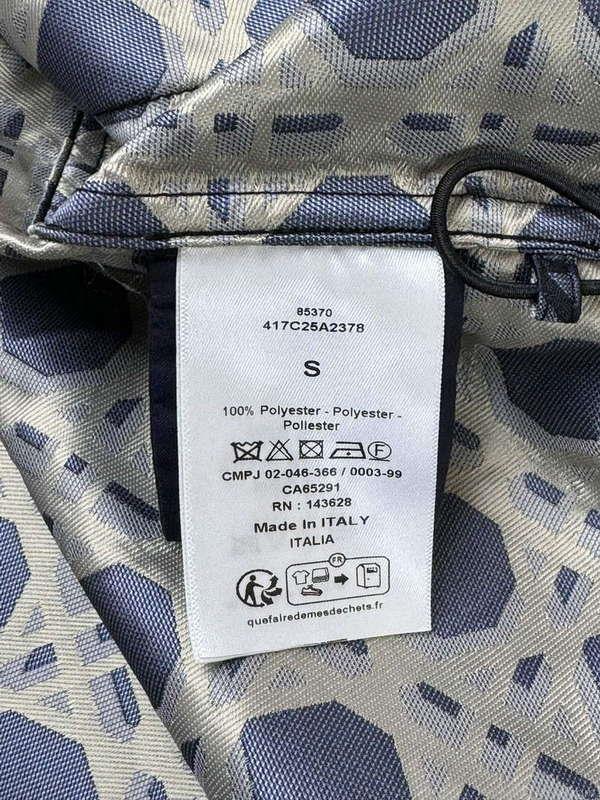 85370
417C25A2378
S
100% Polyester - Polyester -
Poliester
F
CMPJ 02-046-366 / 0003-99
CA65291
RN : 143628
Made In ITALY
ITALIA
FR
quefairedemesdechets.fr